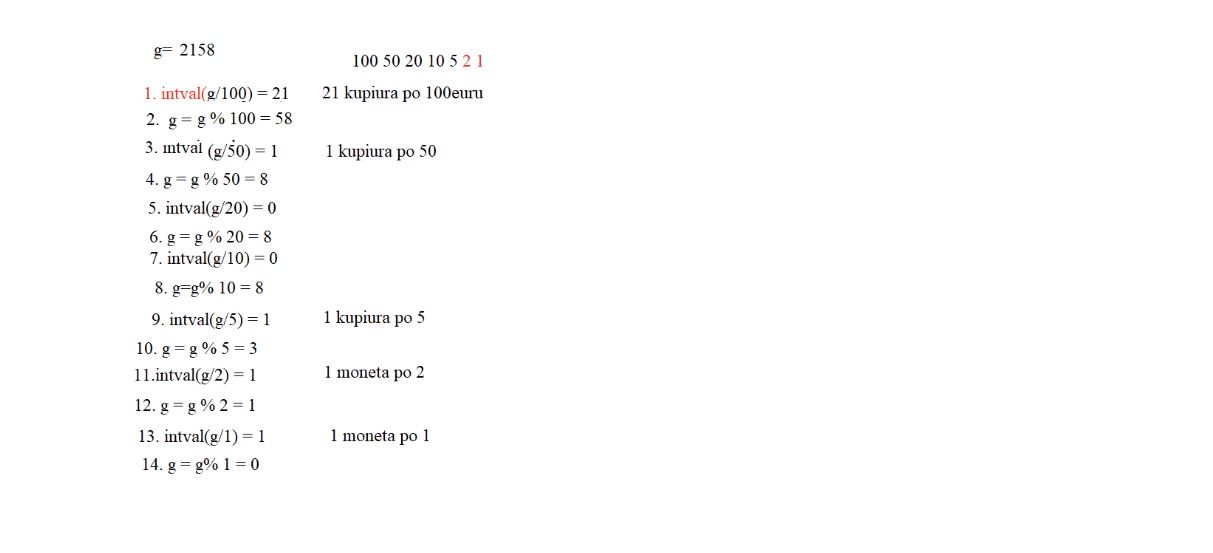 g= 2158
100 50 20 10 5 2 1
1. intval(g/100) = 21 21 kupiura po 100euru
2. g = g % 100 = 58
3. intval (g/50) = 1 1 kupiura po 50
4. g = g % 50 = 8
5. intval(g/20) = 0
6. g = g % 20 = 8
7. intval(g/10) = 0
8. g=g% 10 = 8
9. intval(g/5) = 1 1 kupiura po 5
10. g = g % 5 = 3
11.intval(g/2) = 1 1 moneta po 2
12. g = g % 2 = 1
13. intval(g/1) = 1 1 moneta po 1
14. g = g% 1 = 0